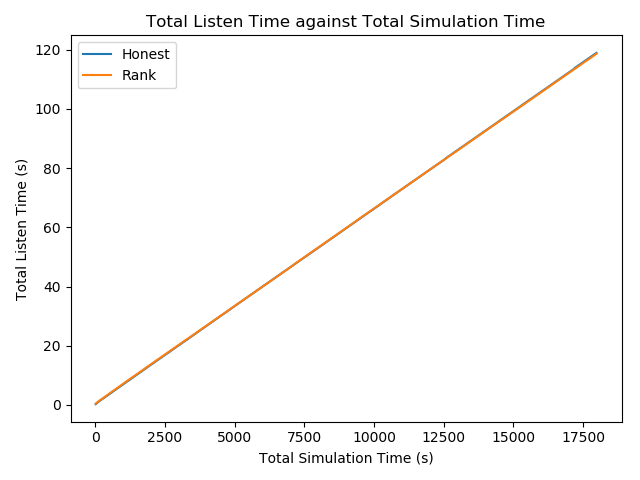 Total Listen Time against Total Simulation Time
Honest
Rank
120
100
80
60
40
20
0
Total Listen Time (s)
0 2500 5000 7500 10000 12500 15000 17500
Total Simulation Time (s)